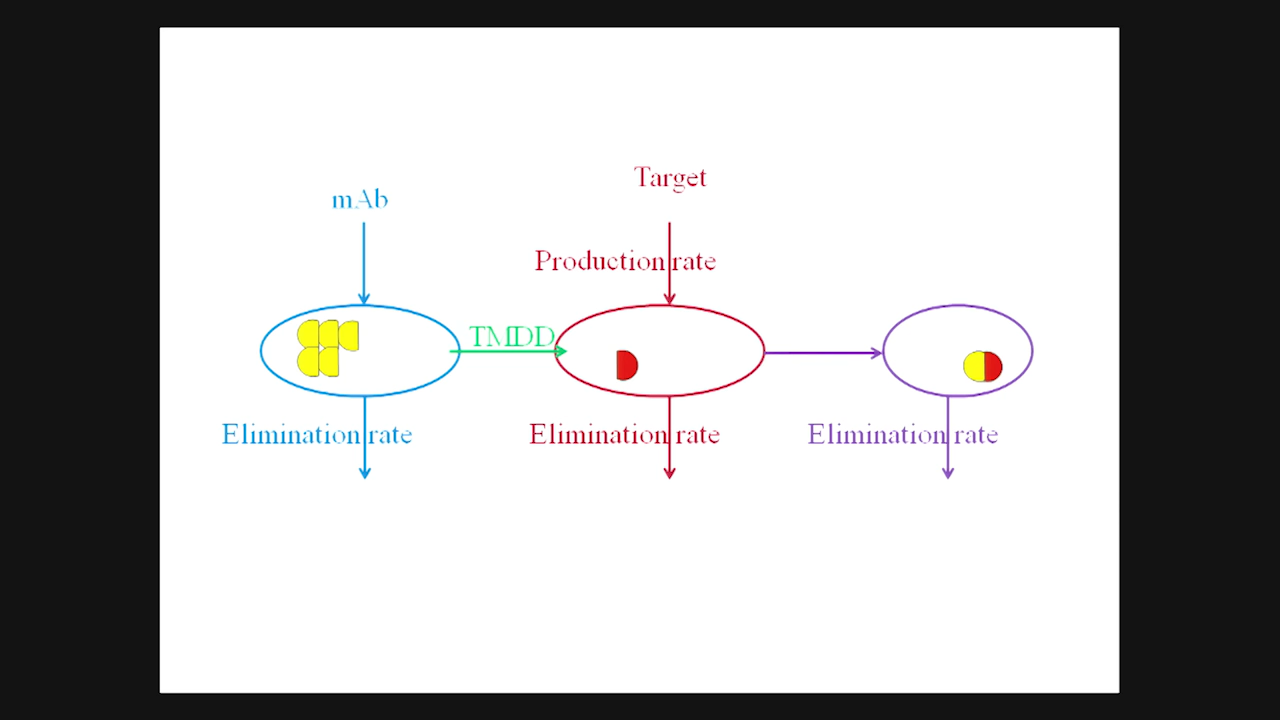 Target
mAb
Production rate
TMDD
Elimination rate
Elimination rate
Elimination rate